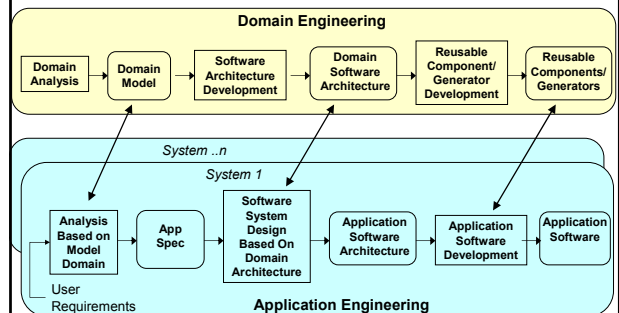 Domain Engineering
Domain
Analysis
Domain
Model
Software
Architecture
Development
Domain
Software
Architecture
Reusable
Component/
Generator
Development
Reusable
Components/
Generators
System ..n
System 1
Analysis
Based on
Model
Domain
App
Spec
Software
System
Design
Based On
Domain
Architecture
Application
Software
Architecture
Application
Software
Development
Application
Software
User
Requirements
Application Engineering